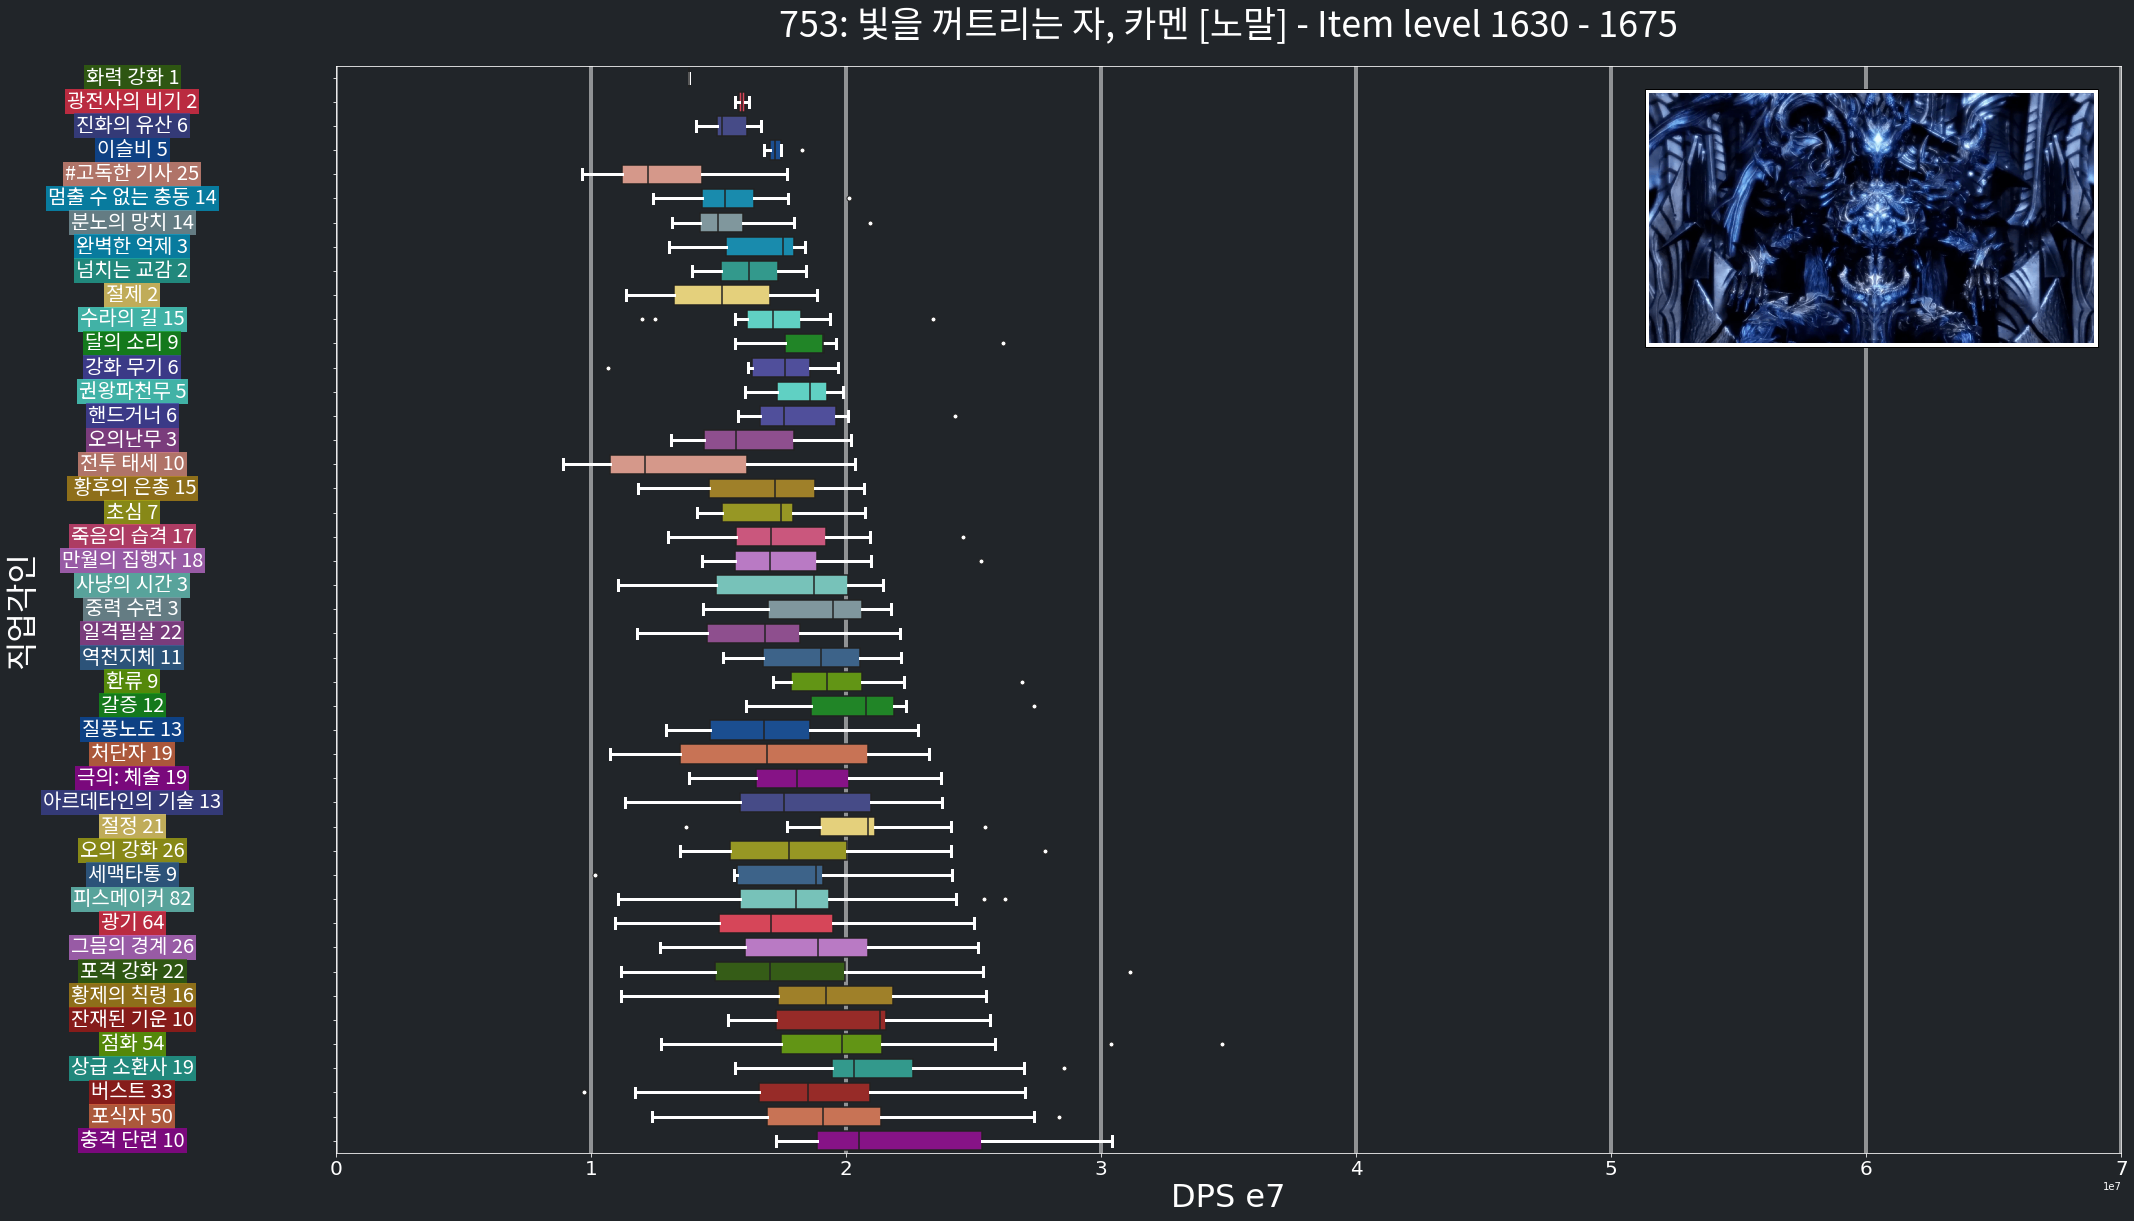 753: 빛을 꺼트리는 자, 카멘 [노말] - Item level 1630 - 1675
직업각인
화력 강화 1
광전사의 비기 2
진화의 유산 6
이슬비 5
#고독한 기사 25
멈출 수 없는 충동 14
분노의 망치 14
완벽한 억제 3
넘치는 교감 2
절제 2
수라의 길 15
달의 소리 9
강화 무기 6
권왕파천무 5
핸드거너 6
오의난무 3
전투 태세 10
황후의 은총 15
초심 7
죽음의 습격 17
만월의 집행자 18
사냥의 시간 3
중력 수련 3
일격필살 22
역천지체 11
환류 9
갈증 12
질풍노도 13
처단자 19
극의: 체술 19
아르데타인의 기술 13
절정 21
오의 강화 26
세맥타통 9
피스메이커 82
광기 64
그믐의 경계 26
포격 강화 22
황제의 칙령 16
잔재된 기운 10
점화 54
상급 소환사 19
버스트 33
포식자 50
충격 단련 10
0 1 2 3 4 5 6 7
1e7
DPS e7